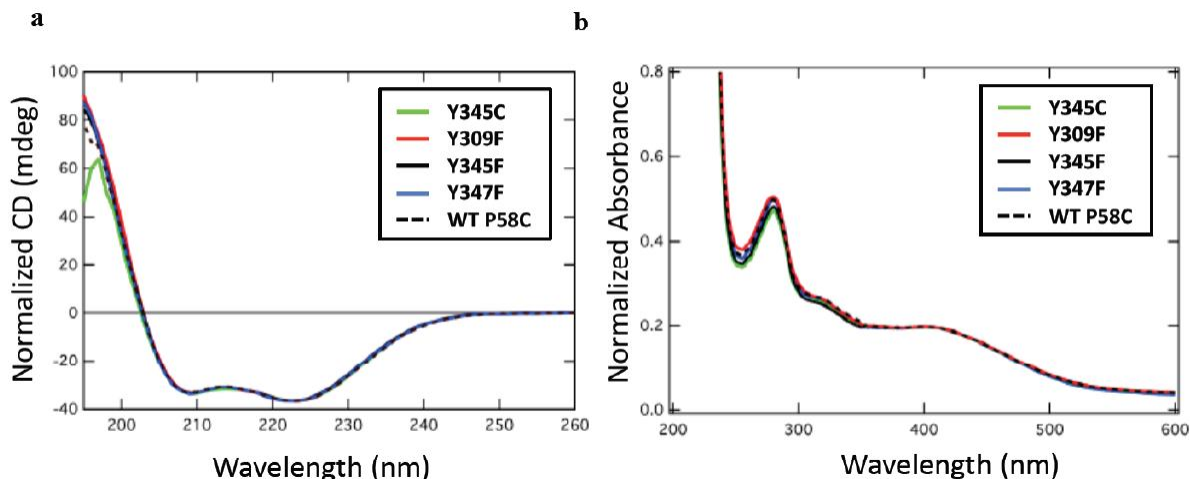 a
Normalized CD (mdeg)
100
80
60
40
20
0
-20
-40
200
210
220
230
240
250
260
Wavelength (nm)
Y345C
Y309F
Y345F
Y347F
WT P58C
b
Normalized Absorbance
0.8
0.6
0.4
0.2
0.0
200
300
400
500
600
Wavelength (nm)
Y345C
Y309F
Y345F
Y347F
WT P58C